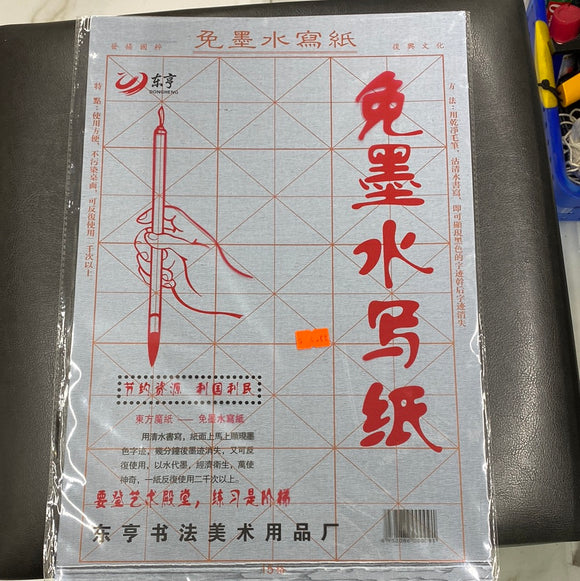 發揚國粹
免墨水寫紙
復興文化
东亨
DONGHENG
免墨水写纸
方法：用乾淨毛筆，沾清水書寫，即可顯現墨色的字迹幹后字迹消失
特點：使用方便，不污染桌面，可反復使用二千次以上
节约资源 利国利民
東方魔紙 —— 免墨水寫紙
用清水書寫，紙面上馬上顯現墨
色字迹，幾分鐘後墨迹消失，又可反
復使用，以水代墨，經濟衛生，萬使
神奇，一紙反復使用二千次以上。
要登艺术殿堂，练习是阶梯
东亨书法美术用品厂